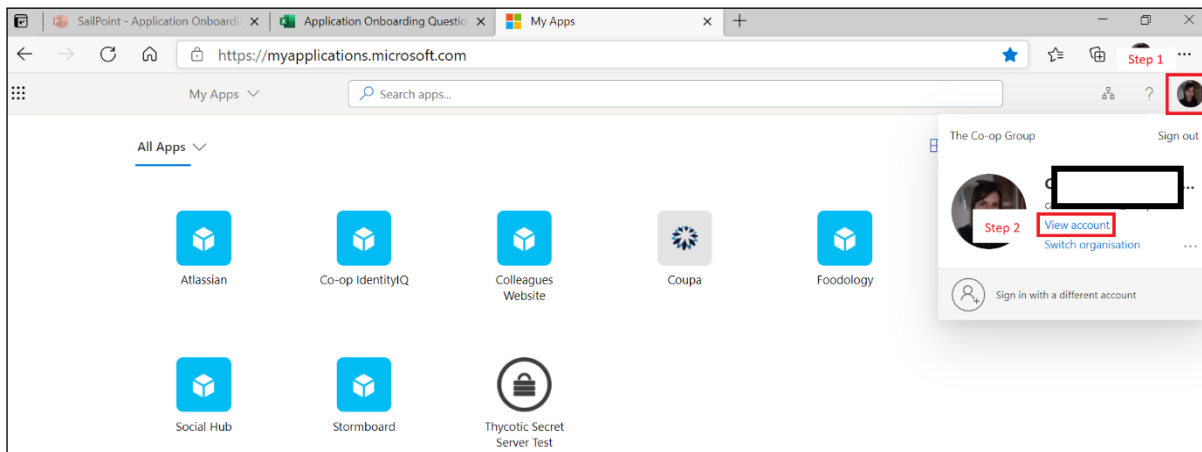 SailPoint - Application Onboardi
Application Onboarding Questio
My Apps
https://myapplications.microsoft.com
Step 1
My Apps
Search apps...
?
All Apps
The Co-op Group
Sign out
Step 2
View account
Switch organisation
Sign in with a different account
Atlassian
Co-op IdentityIQ
Colleagues
Website
Coupa
Foodology
Social Hub
Stormboard
Thycotic Secret
Server Test